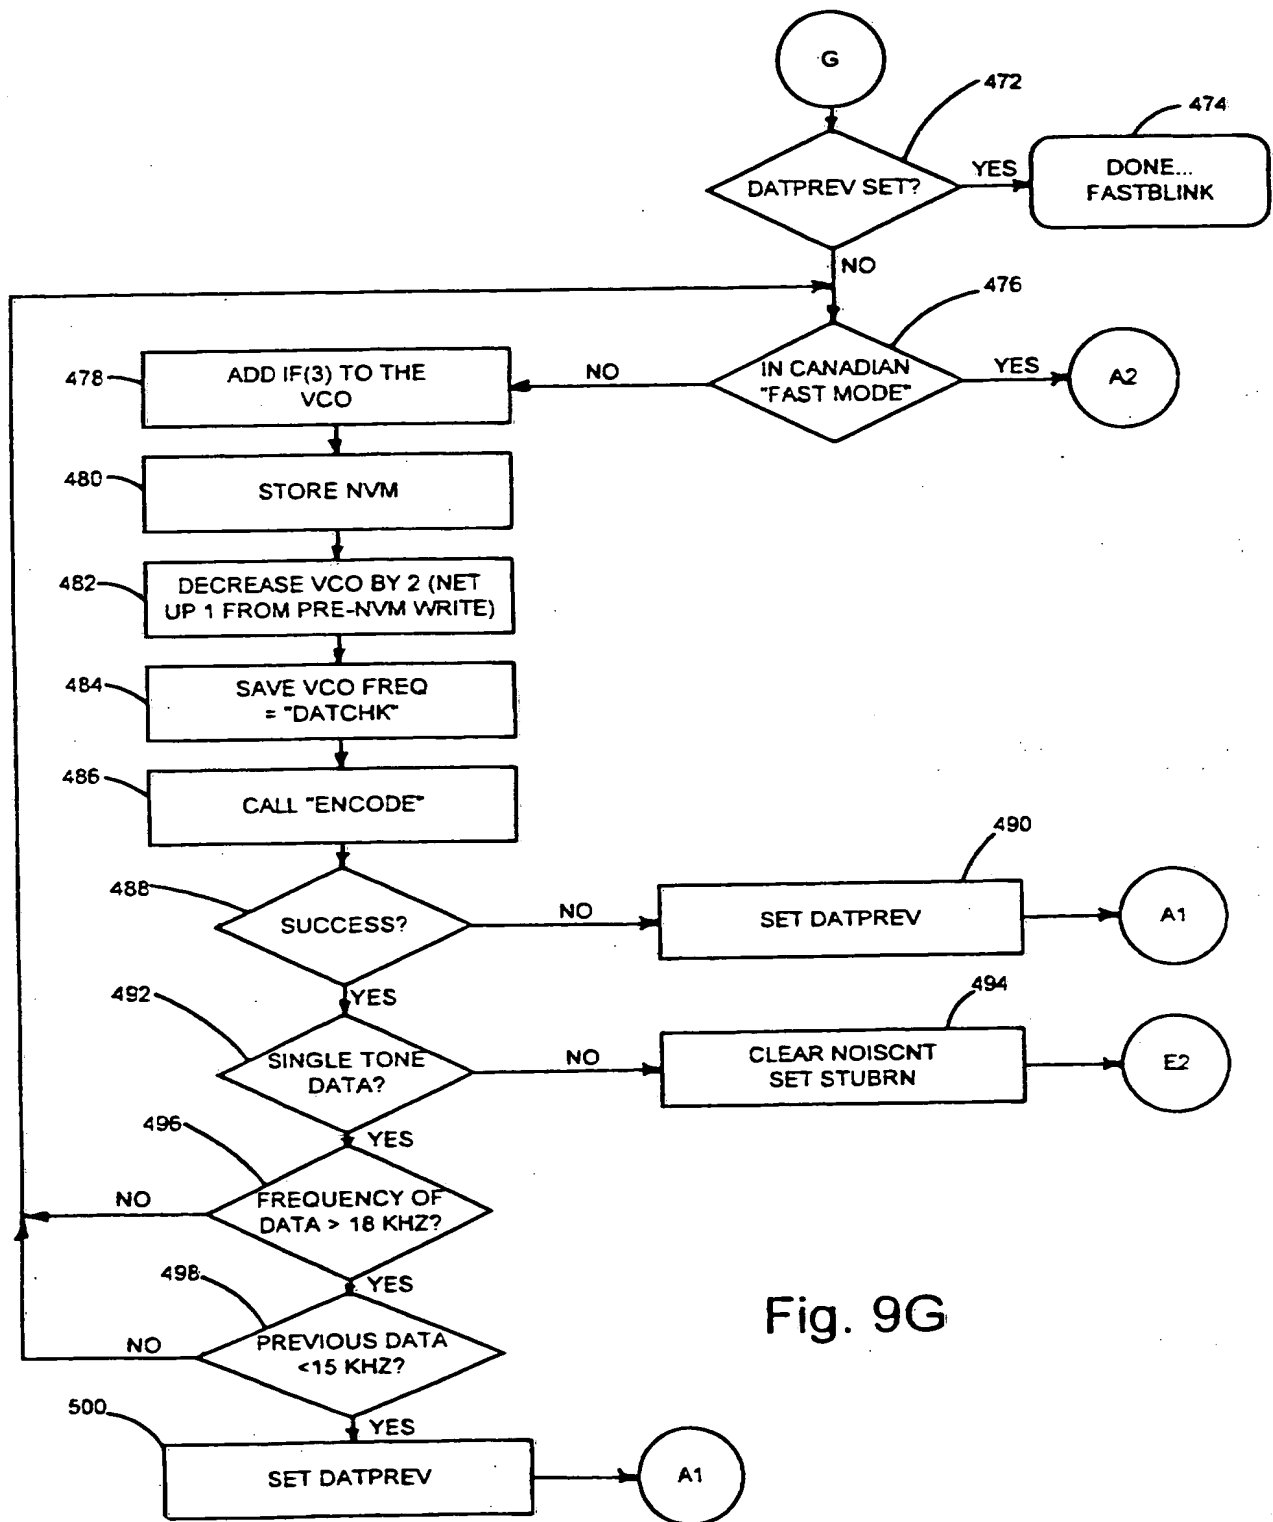 G
472
474
DATPREV SET?
YES
DONE...
FASTBLINK
NO
476
IN CANADIAN
"FAST MODE"
NO
YES
A2
478
ADD IF(3) TO THE
VCO
480
STORE NVM
482
DECREASE VCO BY 2 (NET
UP 1 FROM PRE-NVM WRITE)
484
SAVE VCO FREQ
= "DATCHK"
486
CALL "ENCODE"
488
SUCCESS?
NO
490
SET DATPREV
A1
YES
492
SINGLE TONE
DATA?
NO
494
CLEAR NOISCNT
SET STUBRN
E2
YES
496
FREQUENCY OF
DATA > 18 KHZ?
NO
YES
498
PREVIOUS DATA
<15 KHZ?
NO
YES
500
SET DATPREV
A1
Fig. 9G